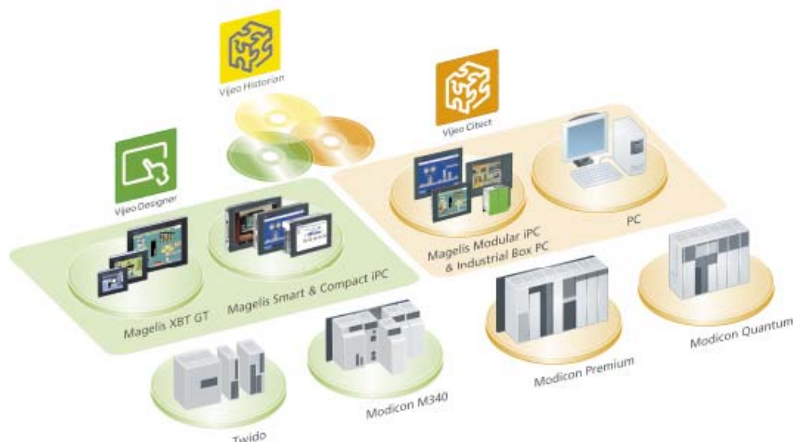 Vijeo Historian
Vijeo Citect
Vijeo Designer
PC
Magelis Modular iPC
& Industrial Box PC
Magelis Smart & Compact iPC
Magelis XBT GT
Modicon Quantum
Modicon Premium
Modicon M340
Twido